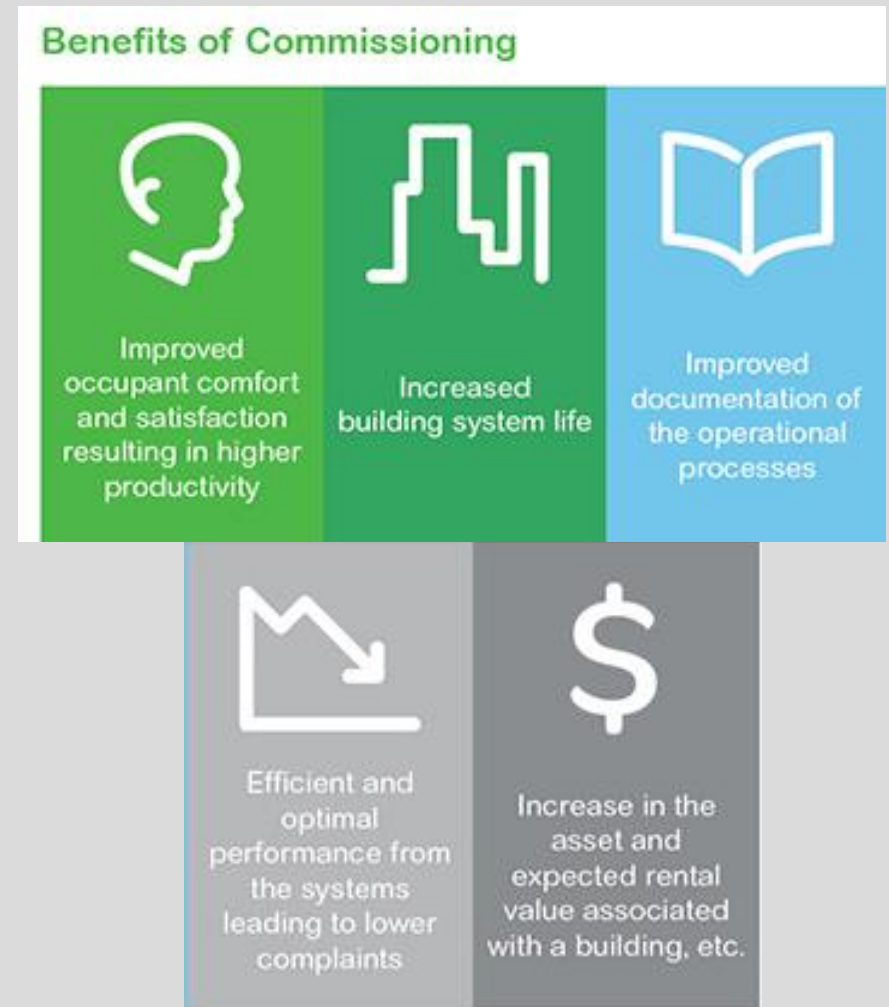 Benefits of Commissioning
Improved
occupant comfort
and satisfaction
resulting in higher
productivity
Increased
building system life
Improved
documentation of
the operational
processes
Efficient and
optimal
performance from
the systems
leading to lower
complaints
$
Increase in the
asset and
expected rental
value associated
with a building, etc.